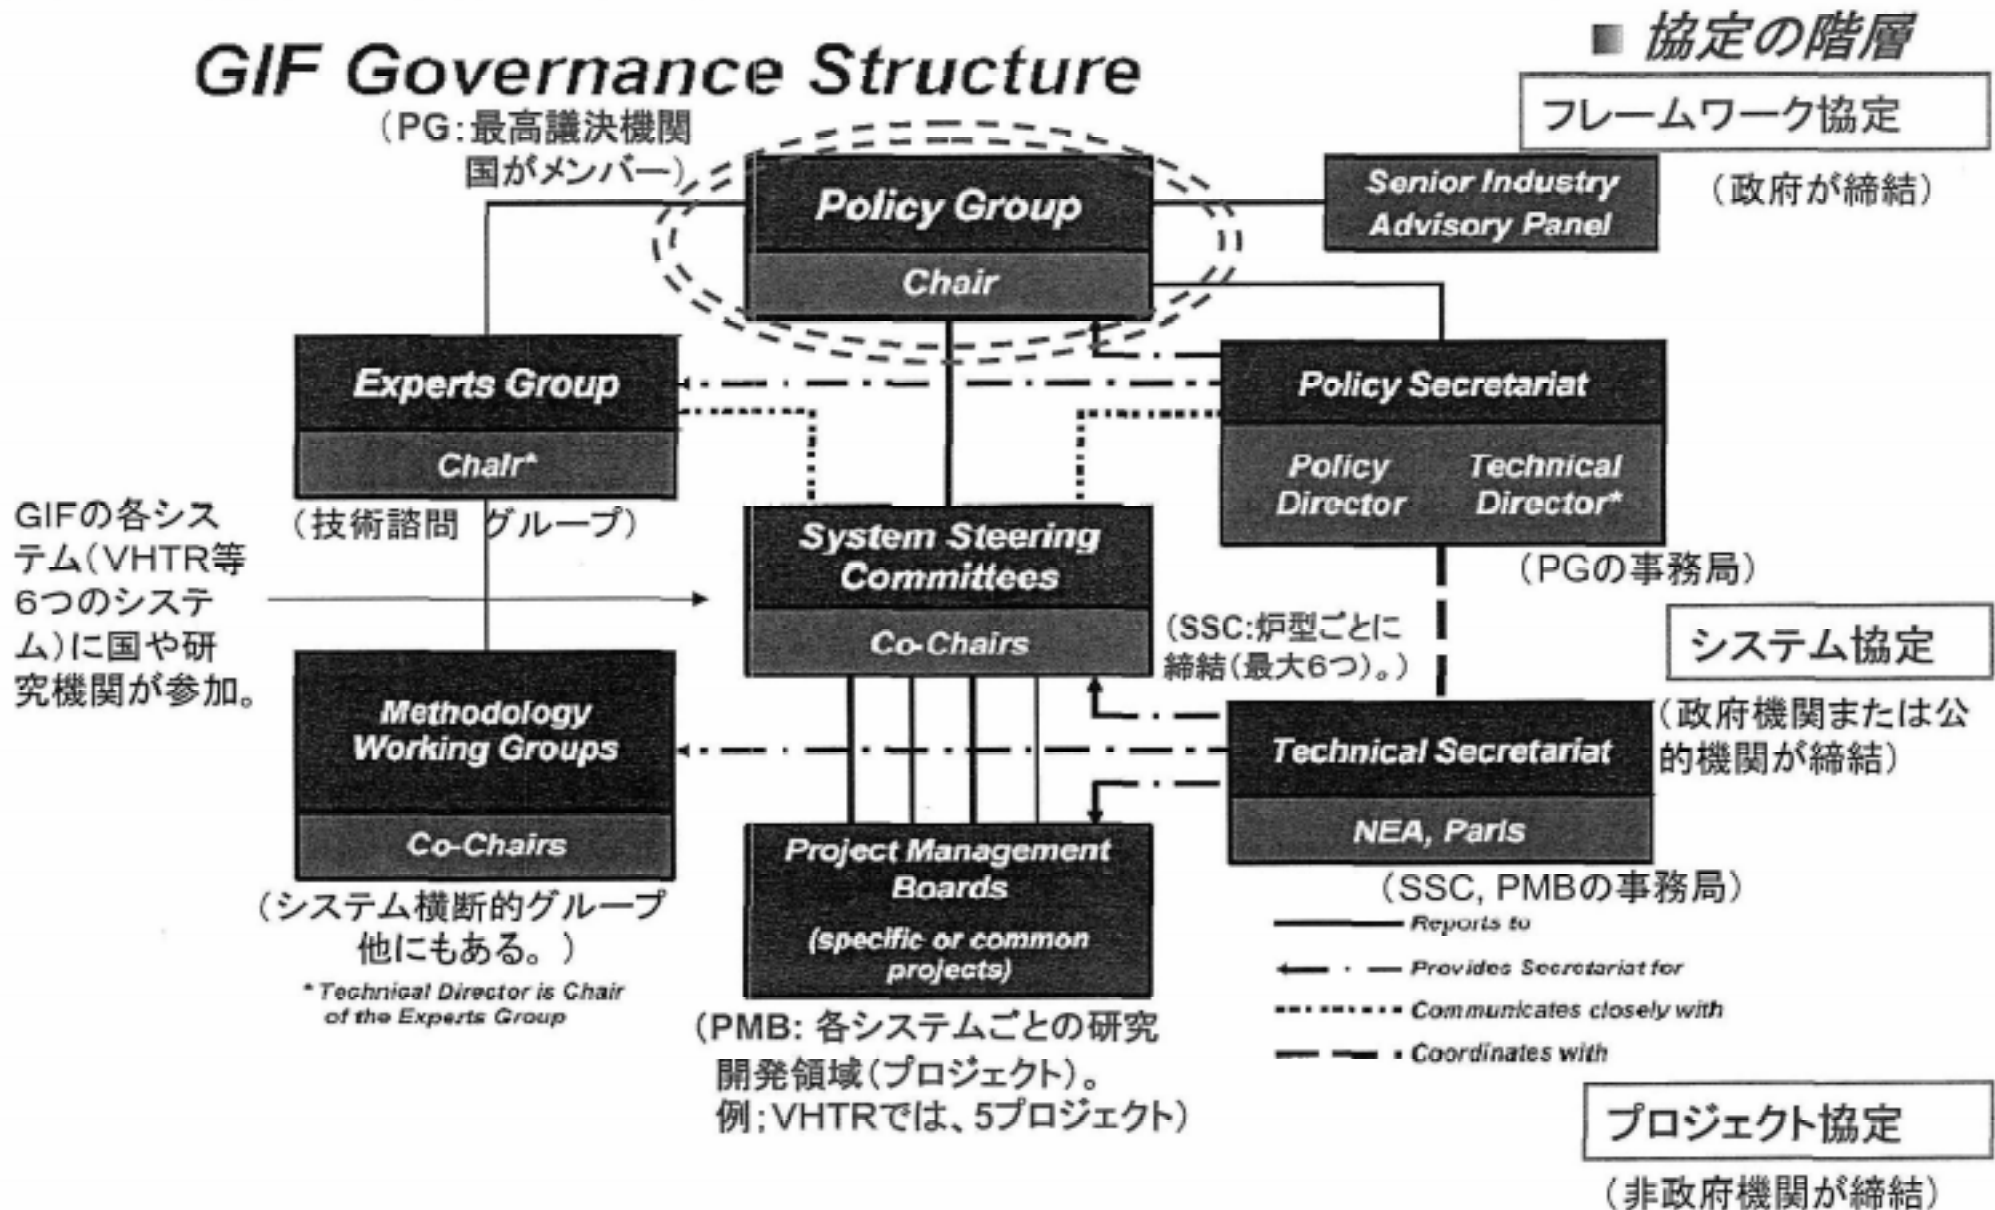 GIF Governance Structure
■ 協定の階層
フレームワーク協定
(政府が締結)
(PG:最高議決機関
国がメンバー)
Policy Group
Chair
Senior Industry
Advisory Panel
Experts Group
Chair*
(技術諮問 グループ)
Policy Secretariat
Policy
Director
Technical
Director*
(PGの事務局)
GIFの各シス
テム(VHTR等
6つのシステ
ム)に国や研
究機関が参加。
System Steering
Committees
Co-Chairs
(SSC:炉型ごとに
締結(最大6つ)。)
システム協定
(政府機関または公
的機関が締結)
Methodology
Working Groups
Co-Chairs
(システム横断的グループ
他にもある。)
* Technical Director is Chair
of the Experts Group
Technical Secretariat
NEA, Paris
(SSC, PMBの事務局)
Project Management
Boards
(specific or common
projects)
(PMB: 各システムごとの研究
開発領域(プロジェクト)。
例;VHTRでは、5プロジェクト)
Reports to
Provides Secretariat for
Communicates closely with
Coordinates with
プロジェクト協定
(非政府機関が締結)